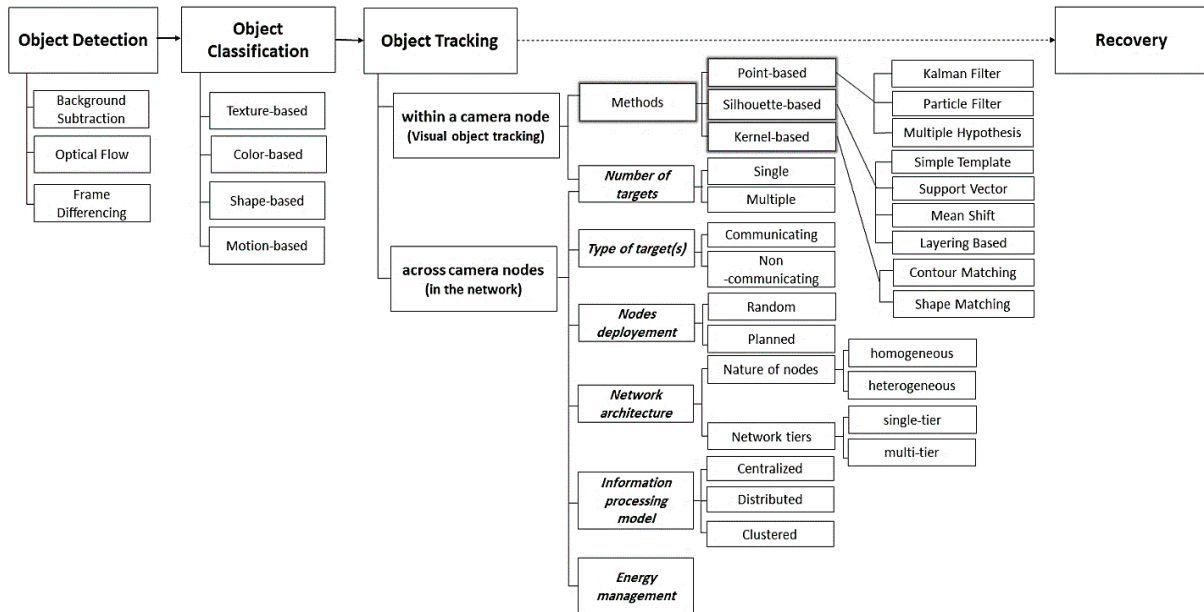 Object Detection
Background
Subtraction
Optical Flow
Frame
Differencing
Object
Classification
Texture-based
Color-based
Shape-based
Motion-based
Object Tracking
within a camera node
(Visual object tracking)
across camera nodes
(in the network)
Methods
Point-based
Silhouette-based
Kernel-based
Kalman Filter
Particle Filter
Multiple Hypothesis
Simple Template
Support Vector
Mean Shift
Layering Based
Contour Matching
Shape Matching
Number of
targets
Single
Multiple
Type of target(s)
Communicating
Non
-communicating
Nodes
deployement
Random
Planned
Network
architecture
Nature of nodes
homogeneous
heterogeneous
Network tiers
single-tier
multi-tier
Information
processing
model
Centralized
Distributed
Clustered
Energy
management
Recovery